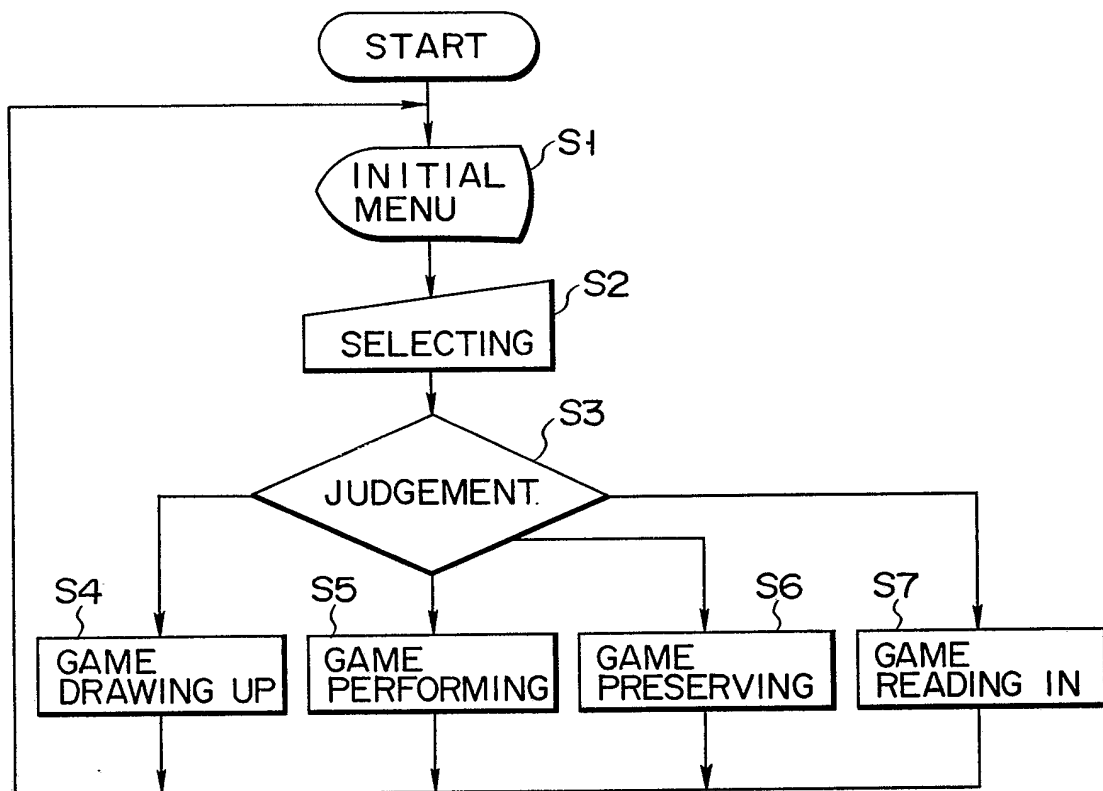 START
S1
INITIAL
MENU
S2
SELECTING
S3
JUDGEMENT.
S4
GAME
DRAWING UP
S5
GAME
PERFORMING
S6
GAME
PRESERVING
S7
GAME
READING IN